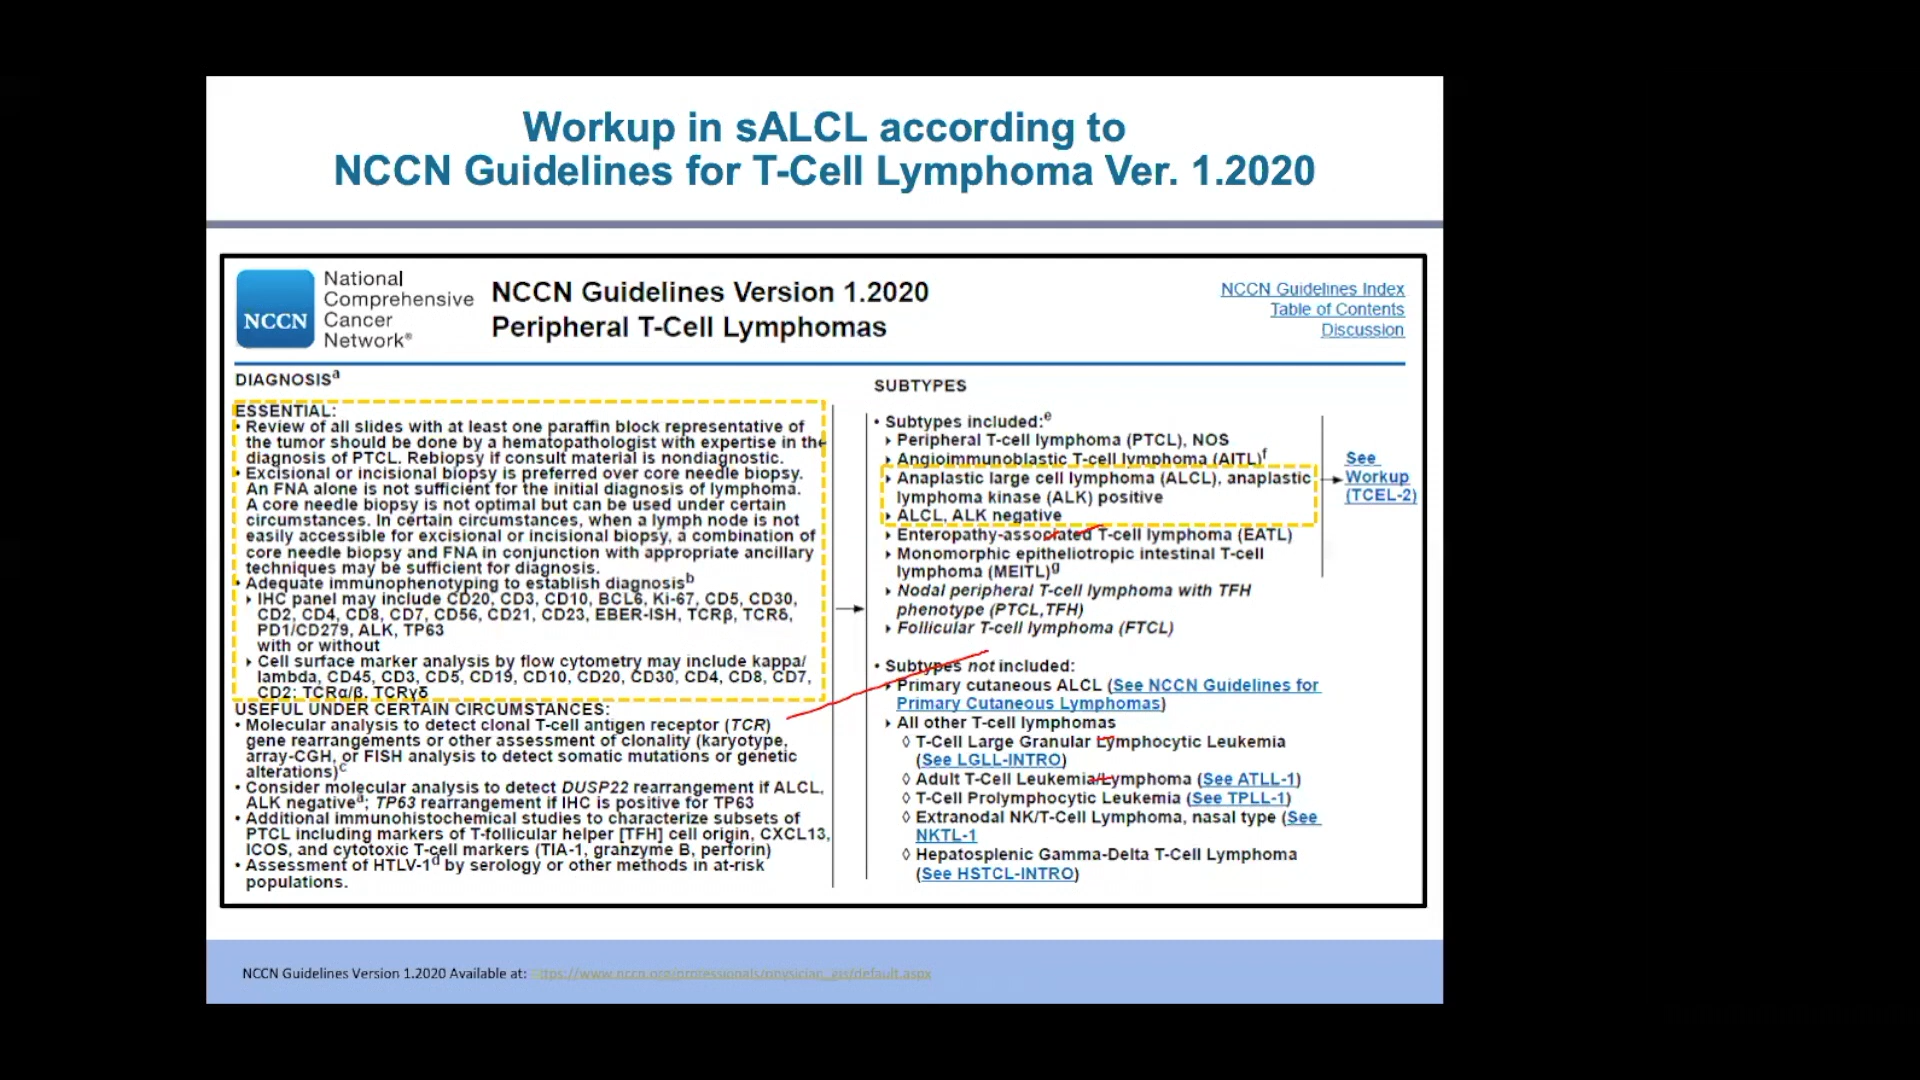 Workup in sALCL according to
NCCN Guidelines for T-Cell Lymphoma Ver. 1.2020
NCCN
National
Comprehensive
Cancer
Network®
NCCN Guidelines Version 1.2020
Peripheral T-Cell Lymphomas
NCCN Guidelines Index
Table of Contents
Discussion
DIAGNOSISa
ESSENTIAL:
• Review of all slides with at least one paraffin block representative of
the tumor should be done by a hematopathologist with expertise in the
diagnosis of PTCL. Rebiopsy if consult material is nondiagnostic.
• Excisional or incisional biopsy is preferred over core needle biopsy.
An FNA alone is not sufficient for the initial diagnosis of lymphoma.
A core needle biopsy is not optimal but can be used under certain
circumstances. In certain circumstances, when a lymph node is not
easily accessible for excisional or incisional biopsy, a combination of
core needle biopsy and FNA in conjunction with appropriate ancillary
techniques may be sufficient for diagnosis.
• Adequate immunophenotyping to establish diagnosisb
▸ IHC panel may include CD20, CD3, CD10, BCL6, Ki-67, CD5, CD30,
CD2, CD4, CD8, CD7, CD56, CD21, CD23, EBER-ISH, TCRβ, TCRδ,
PD1/CD279, ALK, TP63
with or without
▸ Cell surface marker analysis by flow cytometry may include kappa/
lambda, CD45, CD3, CD5, CD19, CD10, CD20, CD30, CD4, CD8, CD7,
CD2; TCRα/β, TCRγδ
USEFUL UNDER CERTAIN CIRCUMSTANCES:
• Molecular analysis to detect clonal T-cell antigen receptor (TCR)
gene rearrangements or other assessment of clonality (karyotype,
array-CGH, or FISH analysis to detect somatic mutations or genetic
alterations)c
• Consider molecular analysis to detect DUSP22 rearrangement if ALCL,
ALK negativea; TP63 rearrangement if IHC is positive for TP63
• Additional immunohistochemical studies to characterize subsets of
PTCL including markers of T-follicular helper [TFH] cell origin, CXCL13,
ICOS, and cytotoxic T-cell markers (TIA-1, granzyme B, perforin)
• Assessment of HTLV-1d by serology or other methods in at-risk
populations.
SUBTYPES
• Subtypes included:e
▸ Peripheral T-cell lymphoma (PTCL), NOS
▸ Angioimmunoblastic T-cell lymphoma (AITL)f
▸ Anaplastic large cell lymphoma (ALCL), anaplastic
lymphoma kinase (ALK) positive
▸ ALCL, ALK negative
▸ Enteropathy-associated T-cell lymphoma (EATL)
▸ Monomorphic epitheliotropic intestinal T-cell
lymphoma (MEITL)g
▸ Nodal peripheral T-cell lymphoma with TFH
phenotype (PTCL,TFH)
▸ Follicular T-cell lymphoma (FTCL)
• Subtypes not included:
▸ Primary cutaneous ALCL (See NCCN Guidelines for
Primary Cutaneous Lymphomas)
▸ All other T-cell lymphomas
◊ T-Cell Large Granular Lymphocytic Leukemia
(See LGLL-INTRO)
◊ Adult T-Cell Leukemia/Lymphoma (See ATLL-1)
◊ T-Cell Prolymphocytic Leukemia (See TPLL-1)
◊ Extranodal NK/T-Cell Lymphoma, nasal type (See
NKTL-1
◊ Hepatosplenic Gamma-Delta T-Cell Lymphoma
(See HSTCL-INTRO)
See
Workup
(TCEL-2)
NCCN Guidelines Version 1.2020 Available at: https://www.nccn.org/professionals/physician_gls/default.aspx